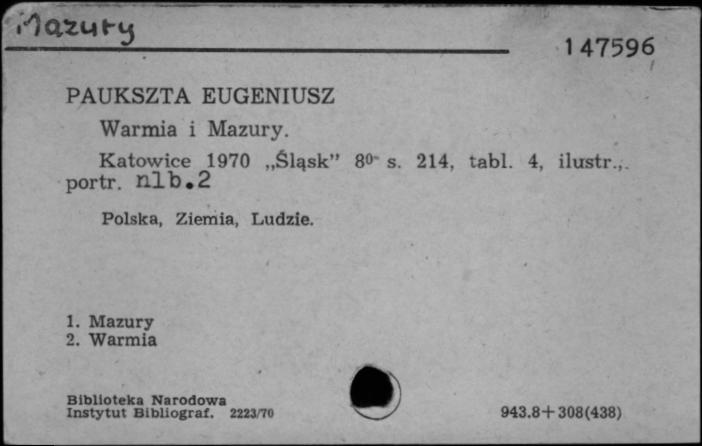 Mazury
147596
PAUKSZTA EUGENIUSZ
Warmia i Mazury.
Katowice 1970 „Śląsk” 8⁰ s. 214, tabl. 4, ilustr.,
portr. nlb.2
Polska, Ziemia, Ludzie.
1. Mazury
2. Warmia
Biblioteka Narodowa
Instytut Bibliograf. 2223/70
943.8+308(438)